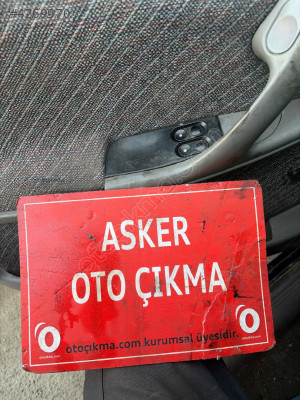 ASKER
OTO ÇIKMA
otoçıkma.com kurumsal üyesidir.